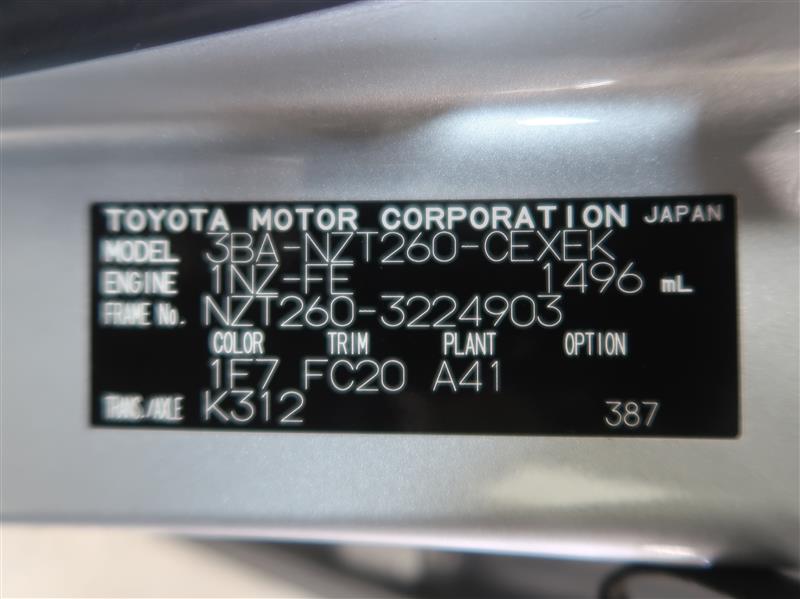 TOYOTA MOTOR CORPORATION JAPAN
MODEL 3BA-NZT260-CEXEK
ENGINE 1NZ-FE 1496 mL
FRAME No. NZT260-3224903
COLOR TRIM PLANT OPTION
1F7 FC20 A41
TRANS./AXLE K312 387